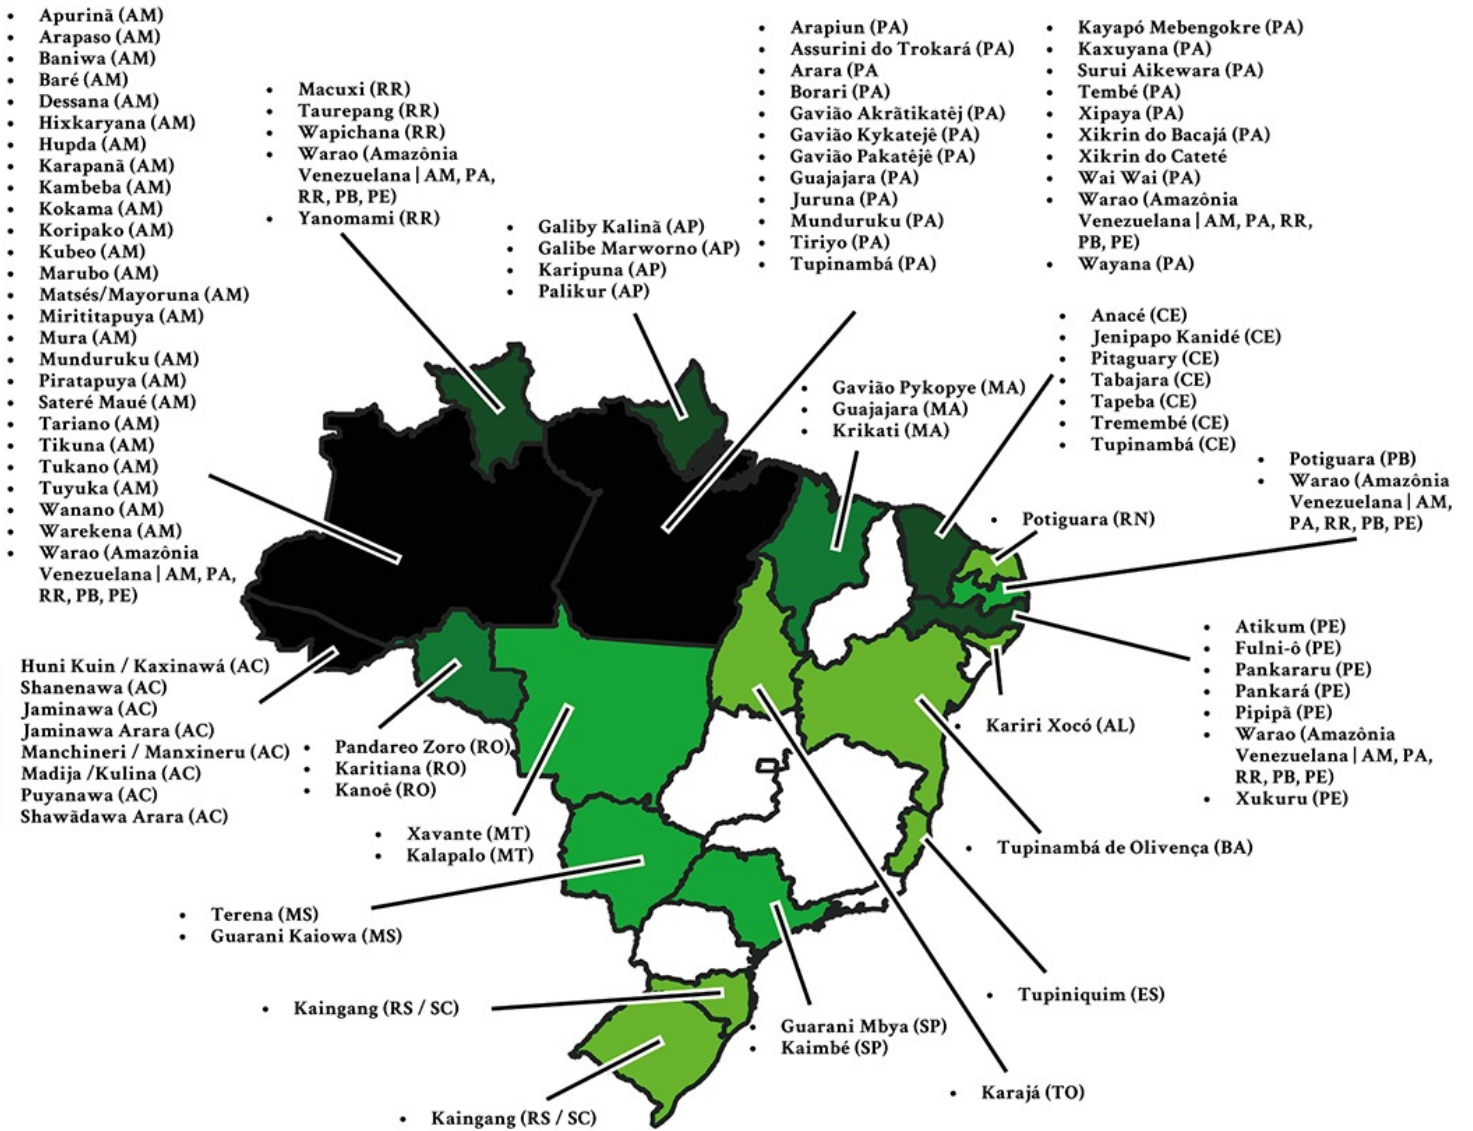 • Apurinã (AM)
• Arapaso (AM)
• Baniwa (AM)
• Baré (AM)
• Dessana (AM)
• Hixkaryana (AM)
• Hupda (AM)
• Karapanã (AM)
• Kambeba (AM)
• Kokama (AM)
• Koripako (AM)
• Kubeo (AM)
• Marubo (AM)
• Matsés/Mayoruna (AM)
• Mirititapuya (AM)
• Mura (AM)
• Munduruku (AM)
• Piratapuya (AM)
• Sateré Maué (AM)
• Tariano (AM)
• Tikuna (AM)
• Tukano (AM)
• Tuyuka (AM)
• Wanano (AM)
• Warekena (AM)
• Warao (Amazônia
Venezuelana | AM, PA,
RR, PB, PE)
• Macuxi (RR)
• Taurepang (RR)
• Wapichana (RR)
• Warao (Amazônia
Venezuelana | AM, PA,
RR, PB, PE)
• Yanomami (RR)
• Galiby Kalinã (AP)
• Galibe Marworno (AP)
• Karipuna (AP)
• Palikur (AP)
• Arapiun (PA)
• Assurini do Trokará (PA)
• Arara (PA
• Borari (PA)
• Gavião Akrãtikatêj (PA)
• Gavião Kykatejê (PA)
• Gavião Pakatêjê (PA)
• Guajajara (PA)
• Juruna (PA)
• Munduruku (PA)
• Tiriyo (PA)
• Tupinambá (PA)
• Kayapó Mebengokre (PA)
• Kaxuyana (PA)
• Surui Aikewara (PA)
• Tembé (PA)
• Xipaya (PA)
• Xikrin do Bacajá (PA)
• Xikrin do Cateté
• Wai Wai (PA)
• Warao (Amazônia
Venezuelana | AM, PA, RR,
PB, PE)
• Wayana (PA)
• Gavião Pykopye (MA)
• Guajajara (MA)
• Krikati (MA)
• Anacé (CE)
• Jenipapo Kanidé (CE)
• Pitaguary (CE)
• Tabajara (CE)
• Tapeba (CE)
• Tremembé (CE)
• Tupinambá (CE)
• Potiguara (PB)
• Warao (Amazônia
Venezuelana | AM,
PA, RR, PB, PE)
• Potiguara (RN)
• Atikum (PE)
• Fulni-ô (PE)
• Pankararu (PE)
• Pankará (PE)
• Pipipã (PE)
• Warao (Amazônia
Venezuelana | AM, PA,
RR, PB, PE)
• Xukuru (PE)
• Kariri Xocó (AL)
Huni Kuin / Kaxinawá (AC)
Shanenawa (AC)
Jaminawa (AC)
Jaminawa Arara (AC)
Manchineri / Manxineru (AC)
Madija /Kulina (AC)
Puyanawa (AC)
Shawãdawa Arara (AC)
• Pandareo Zoro (RO)
• Karitiana (RO)
• Kanoê (RO)
• Xavante (MT)
• Kalapalo (MT)
• Tupinambá de Olivença (BA)
• Terena (MS)
• Guarani Kaiowa (MS)
• Tupiniquim (ES)
• Kaingang (RS / SC)
• Guarani Mbya (SP)
• Kaimbé (SP)
• Karajá (TO)
• Kaingang (RS / SC)